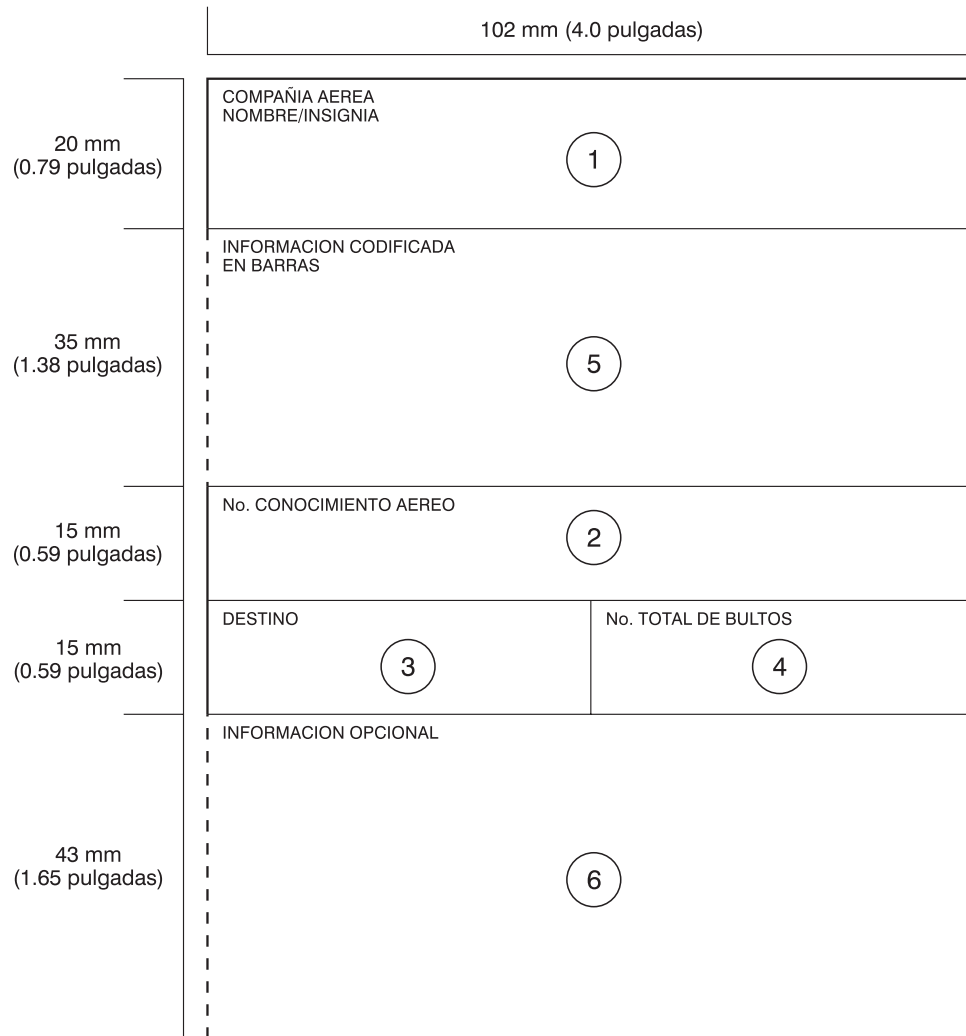 102 mm (4.0 pulgadas)
20 mm
(0.79 pulgadas)
COMPAÑIA AEREA
NOMBRE/INSIGNIA
1
35 mm
(1.38 pulgadas)
INFORMACION CODIFICADA
EN BARRAS
5
15 mm
(0.59 pulgadas)
No. CONOCIMIENTO AEREO
2
15 mm
(0.59 pulgadas)
DESTINO
3
No. TOTAL DE BULTOS
4
43 mm
(1.65 pulgadas)
INFORMACION OPCIONAL
6